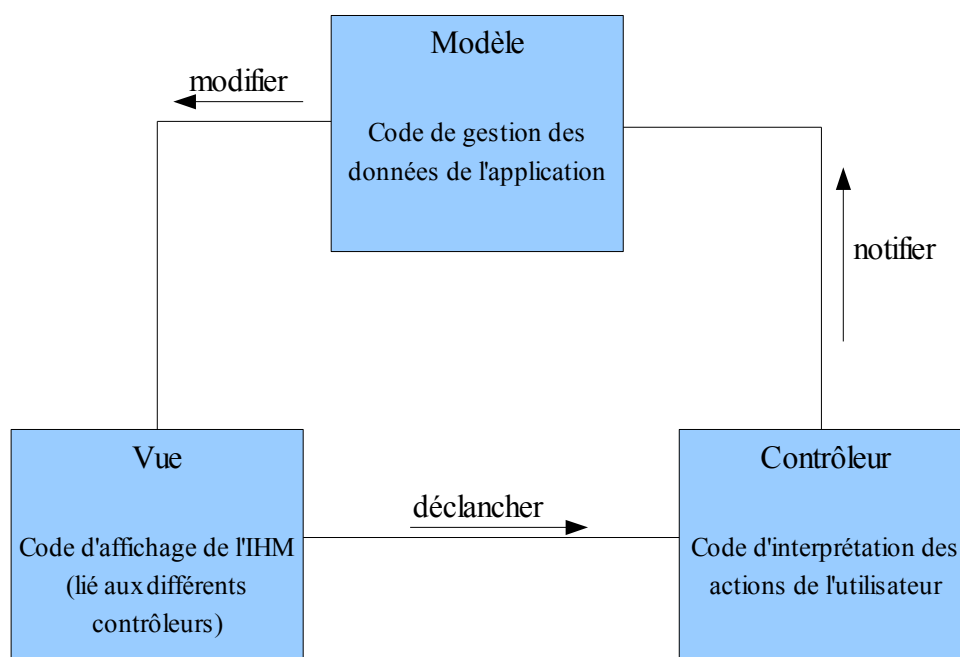 Modèle
modifier
Code de gestion des
données de l'application
notifier
Vue
Code d'affichage de l'IHM
(lié aux différents
contrôleurs)
déclancher
Contrôleur
Code d'interprétation des
actions de l'utilisateur